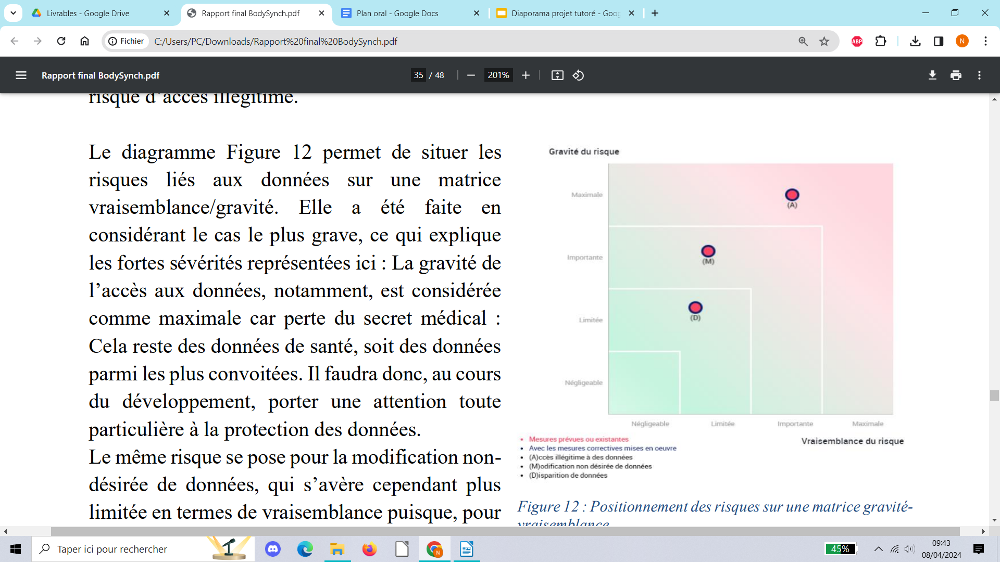 Livrables - Google Drive
Rapport final BodySynch.pdf
Plan oral - Google Docs
Diaporama projet tutoré - Goog
Fichier
C:/Users/PC/Downloads/Rapport%20final%20BodySynch.pdf
ABP
N
Rapport final BodySynch.pdf
35 / 48
201%
risque d'accès illégitime.
Le diagramme Figure 12 permet de situer les
risques liés aux données sur une matrice
vraisemblance/gravité. Elle a été faite en
considérant le cas le plus grave, ce qui explique
les fortes sévérités représentées ici : La gravité de
l'accès aux données, notamment, est considérée
comme maximale car perte du secret médical :
Cela reste des données de santé, soit des données
parmi les plus convoitées. Il faudra donc, au cours
du développement, porter une attention toute
particulière à la protection des données.
Le même risque se pose pour la modification non-
désirée de données, qui s'avère cependant plus
limitée en termes de vraisemblance puisque, pour
Gravité du risque
Maximale
(A)
Importante
(M)
Limitée
(D)
Négligeable
Négligeable
Limitée
Importante
Maximale
Vraisemblance du risque
• Mesures prévues ou existantes
• Avec les mesures correctives mises en oeuvre
• (A)ccès illégitime à des données
• (M)odification non désirée de données
• (D)isparition de données
Figure 12 : Positionnement des risques sur une matrice gravité-
vraisemblance
Taper ici pour rechercher
N
45%
09:43
08/04/2024